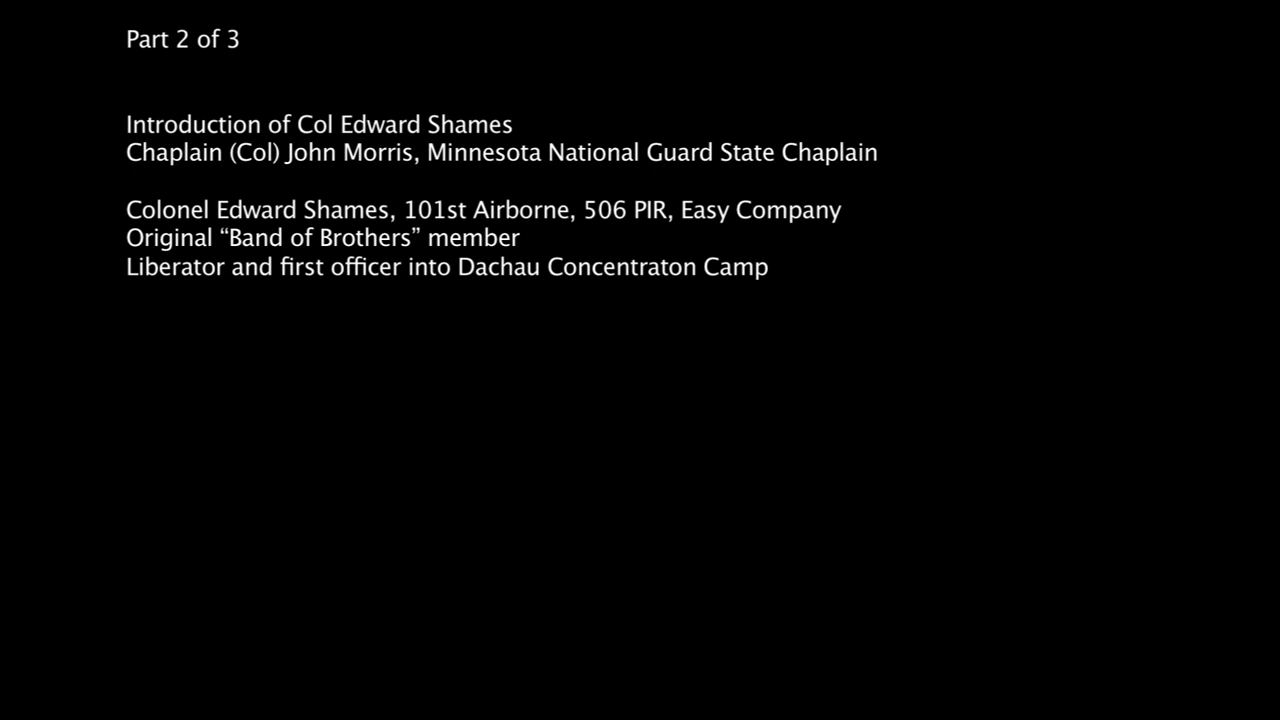 Part 2 of 3
Introduction of Col Edward Shames
Chaplain (Col) John Morris, Minnesota National Guard State Chaplain
Colonel Edward Shames, 101st Airborne, 506 PIR, Easy Company
Original “Band of Brothers” member
Liberator and first officer into Dachau Concentraton Camp